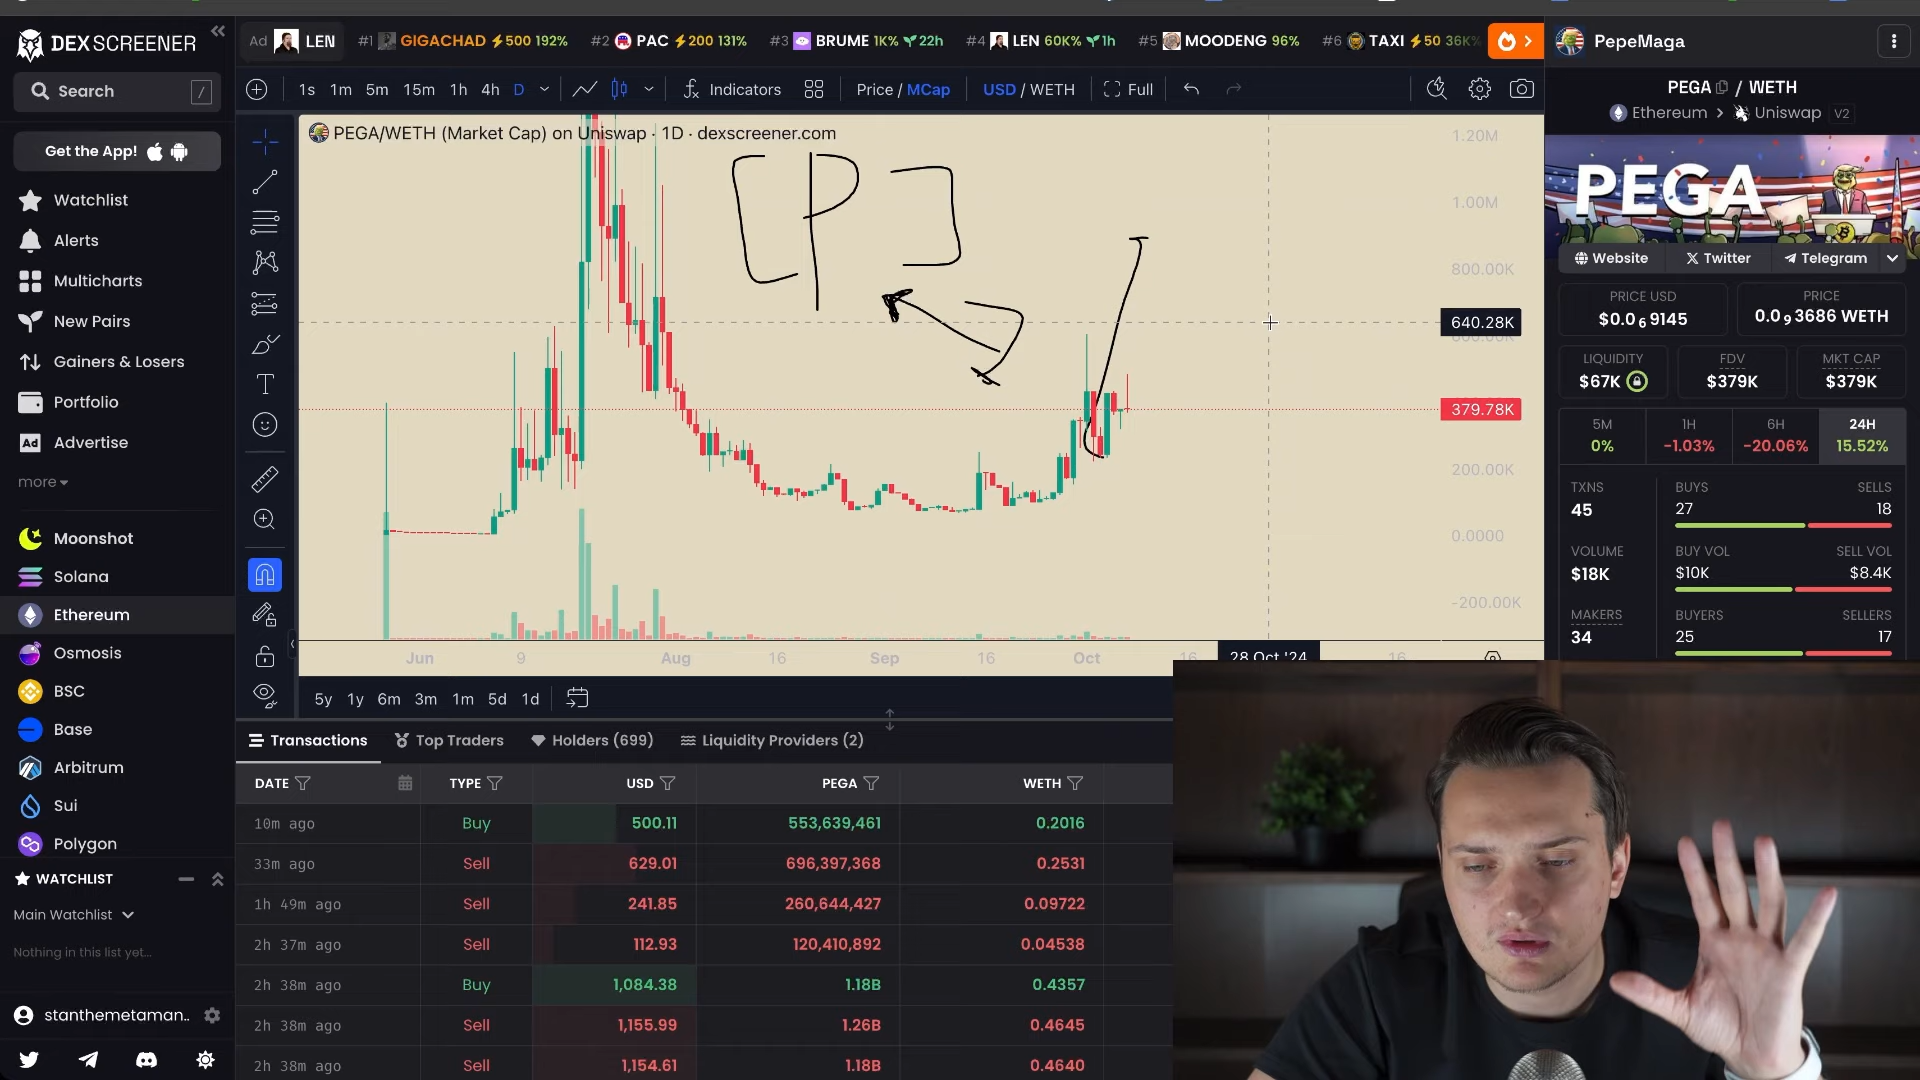 DEX SCREENER
Search /
Get the App!
Watchlist
Alerts
Multicharts
New Pairs
Gainers & Losers
Portfolio
Ad Advertise
more
Moonshot
Solana
Ethereum
Osmosis
BSC
Base
Arbitrum
Sui
Polygon
WATCHLIST
Main Watchlist
Nothing in this list yet...
stanthemetaman..
Ad LEN #1 GIGACHAD 500 192% #2 PAC 200 131% #3 BRUME 1K% 22h #4 LEN 60K% 1h #5 MOODENG 96% #6 TAXI 50 36K%
1s 1m 5m 15m 1h 4h D Indicators Price / MCap USD / WETH Full
PEGA/WETH (Market Cap) on Uniswap · 1D · dexscreener.com
[P]
1.20M
1.00M
800.00K
640.28K
600.00K
379.78K
200.00K
0.0000
-200.00K
Jun 9 Aug 16 Sep 16 Oct 16 28 Oct '24 16
5y 1y 6m 3m 1m 5d 1d
Transactions Top Traders Holders (699) Liquidity Providers (2)
DATE TYPE USD PEGA WETH
10m ago Buy 500.11 553,639,461 0.2016
33m ago Sell 629.01 696,397,368 0.2531
1h 49m ago Sell 241.85 260,644,427 0.09722
2h 37m ago Sell 112.93 120,410,892 0.04538
2h 38m ago Buy 1,084.38 1.18B 0.4357
2h 38m ago Sell 1,155.99 1.26B 0.4645
2h 38m ago Sell 1,154.61 1.18B 0.4640
PepeMaga
PEGA / WETH
Ethereum > Uniswap V2
PEGA
Website Twitter Telegram
PRICE USD PRICE
$0.0₆9145 0.0₉3686 WETH
LIQUIDITY FDV MKT CAP
$67K $379K $379K
5M 1H 6H 24H
0% -1.03% -20.06% 15.52%
TXNS BUYS SELLS
45 27 18
VOLUME BUY VOL SELL VOL
$18K $10K $8.4K
MAKERS BUYERS SELLERS
34 25 17